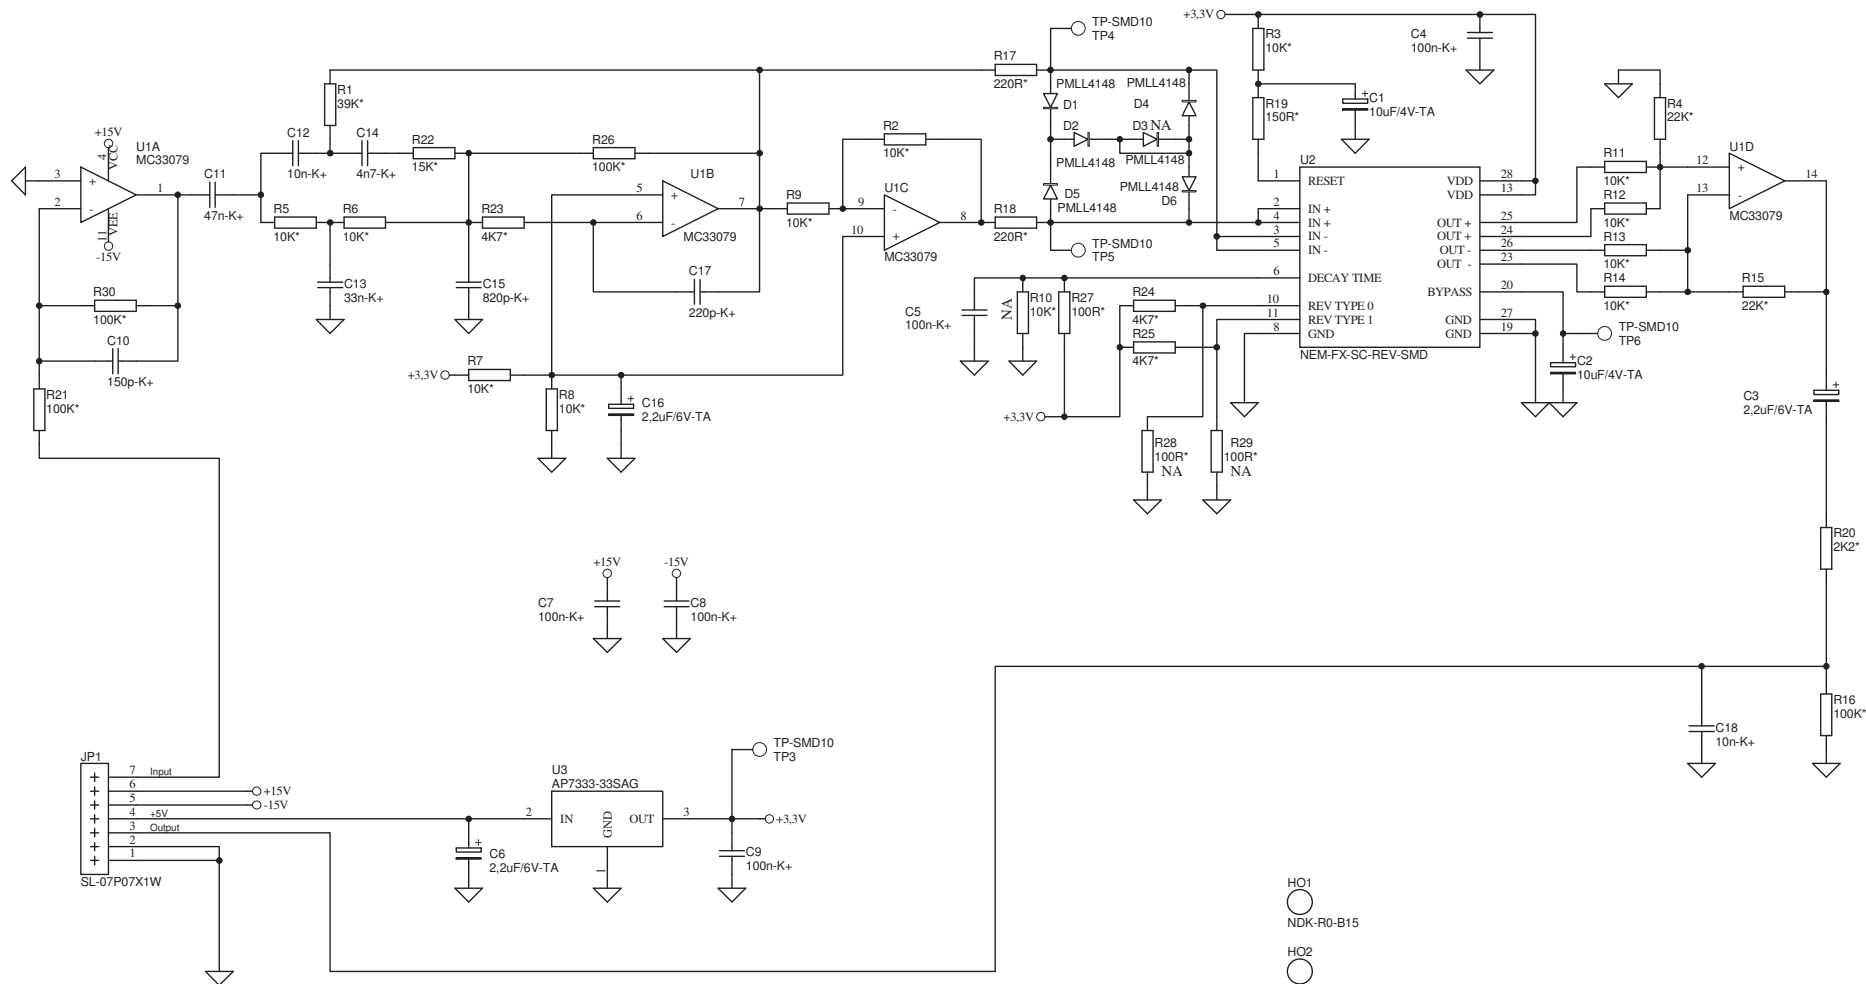 TP-SMD10
TP4
+3,3V
R3
10K*
C4
100n-K+
R17
220R*
R1
39K*
PMLL4148
PMLL4148
D1
D4
R19
150R*
C1
+
10uF/4V-TA
R4
22K*
+15V
4
VCC
U1A
MC33079
C12
10n-K+
C14
4n7-K+
R22
15K*
R26
100K*
R2
10K*
D2
D3 NA
PMLL4148
PMLL4148
U2
R11
10K*
12
U1D
+
14
3
+
2
-
1
11
VEE
-15V
C11
47n-K+
R5
10K*
R6
10K*
R23
4K7*
5
+
6
-
U1B
7
MC33079
R9
10K*
9
-
10
+
U1C
8
MC33079
R18
220R*
PMLL4148
D6
D5
PMLL4148
TP-SMD10
TP5
1
RESET
2
IN +
4
IN +
3
IN -
5
IN -
6
DECAY TIME
10
REV TYPE 0
11
REV TYPE 1
8
GND
VDD
28
VDD
13
OUT +
25
OUT +
24
OUT -
26
OUT -
23
BYPASS
20
GND
27
GND
19
NEM-FX-SC-REV-SMD
R12
10K*
13
-
MC33079
R13
10K*
R14
10K*
R15
22K*
C13
33n-K+
C15
820p-K+
C17
220p-K+
R30
100K*
C10
150p-K+
C5
100n-K+
NA
R10
10K*
R27
100R*
R24
4K7*
R25
4K7*
TP-SMD10
TP6
+
C2
10uF/4V-TA
R21
100K*
+3,3V
R7
10K*
R8
10K*
+
C16
2,2uF/6V-TA
+3,3V
R28
100R*
NA
R29
100R*
NA
C3
+
2,2uF/6V-TA
R20
2K2*
+15V
-15V
C7
100n-K+
C8
100n-K+
R16
100K*
C18
10n-K+
JP1
+ 7 Input
+ 6 +15V
+ 5 -15V
+ 4 +5V
+ 3 Output
+ 2
+ 1
SL-07P07X1W
TP-SMD10
TP3
U3
AP7333-33SAG
2
IN
GND
OUT
3
1
+3,3V
+
C6
2,2uF/6V-TA
C9
100n-K+
HO1
NDK-R0-B15
HO2